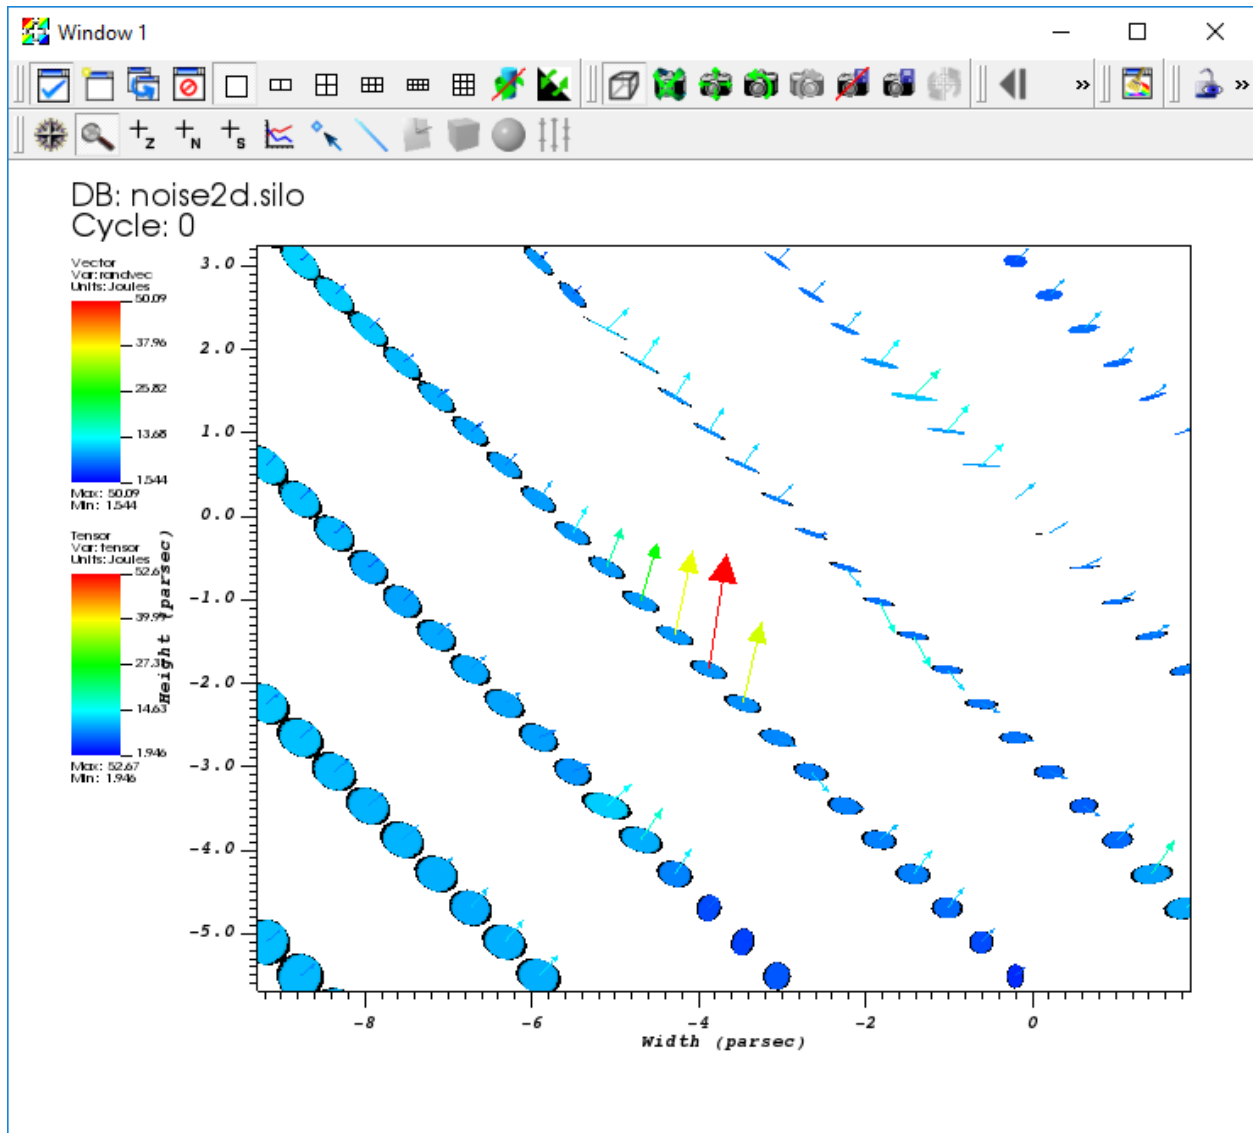 Window 1
DB: noise2d.silo
Cycle: 0
Vector
Var: randvec
Units: Joules
50.09
37.96
25.82
13.68
1.544
Max: 50.09
Min: 1.544
Tensor
Var: tensor
Units: Joules
52.67
39.99
27.31
14.63
1.946
Max: 52.67
Min: 1.946
Height (parsec)
3.0
2.0
1.0
0.0
-1.0
-2.0
-3.0
-4.0
-5.0
-8
-6
-4
-2
0
Width (parsec)